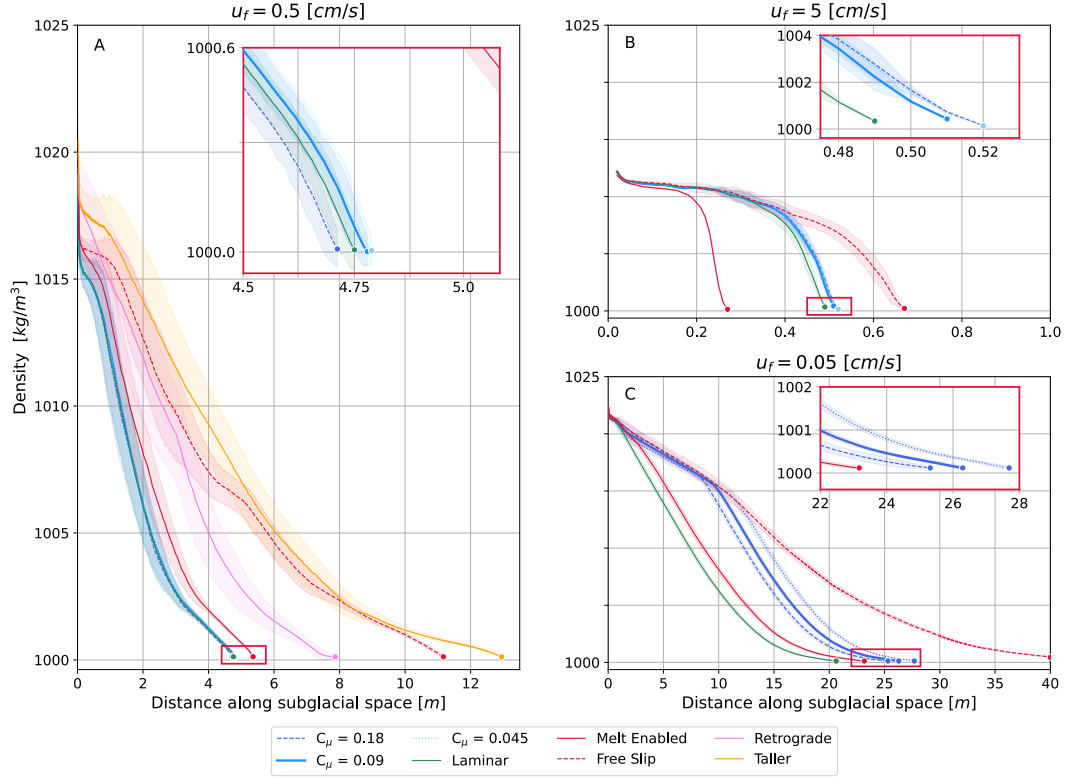 u_f = 0.5 [cm/s]
A
1025
1020
1015
1010
1005
1000
Density [kg/m³]
1000.6
1000.0
4.5
4.75
5.0
0
2
4
6
8
10
12
Distance along subglacial space [m]
u_f = 5 [cm/s]
B
1025
1000
1004
1002
1000
0.48
0.50
0.52
0.0
0.2
0.4
0.6
0.8
1.0
u_f = 0.05 [cm/s]
C
1025
1000
1002
1001
1000
22
24
26
28
0
5
10
15
20
25
30
35
40
Distance along subglacial space [m]
C_μ = 0.18
C_μ = 0.045
Melt Enabled
Retrograde
C_μ = 0.09
Laminar
Free Slip
Taller